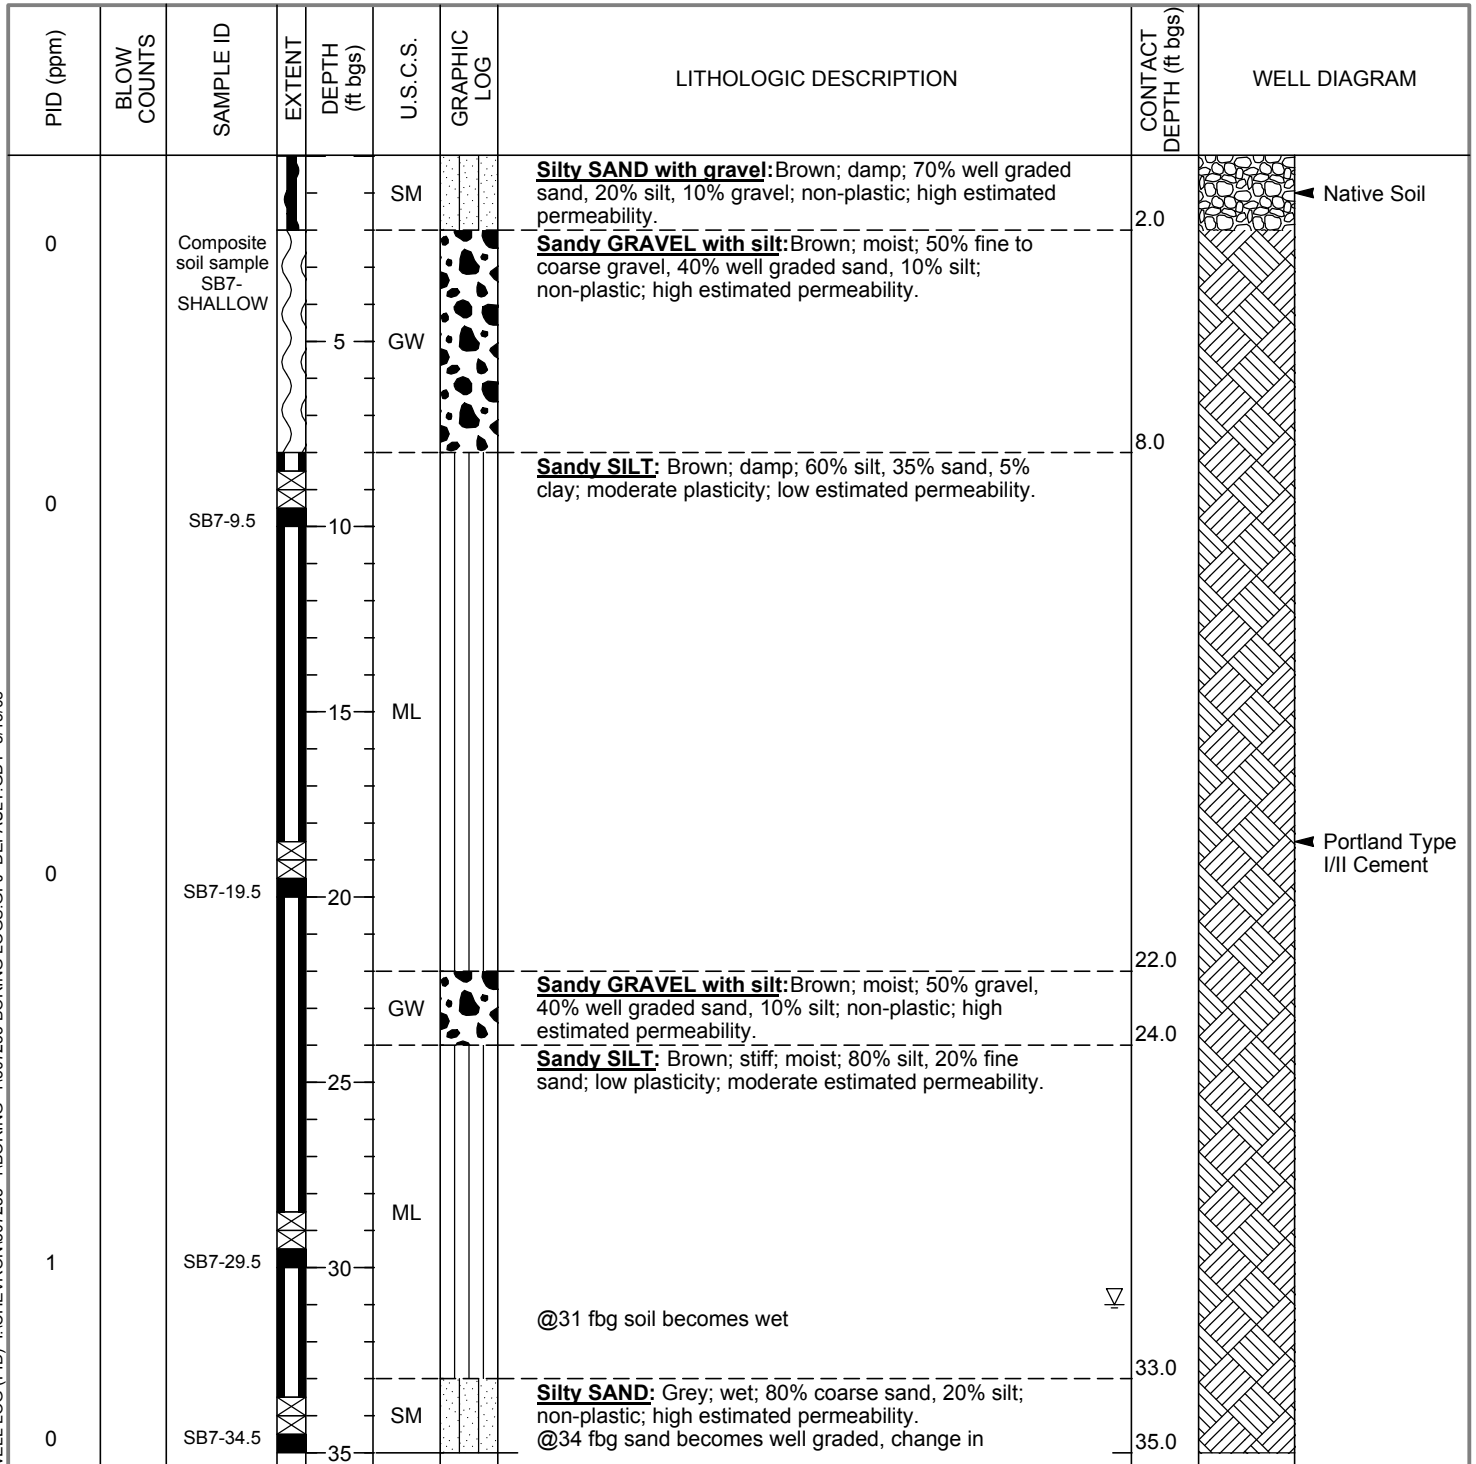 PID (ppm)
BLOW
COUNTS
SAMPLE ID
EXTENT
DEPTH
(ft bgs)
U.S.C.S.
GRAPHIC
LOG
LITHOLOGIC DESCRIPTION
CONTACT
DEPTH (ft bgs)
WELL DIAGRAM
SM
Silty SAND with gravel: Brown; damp; 70% well graded
sand, 20% silt, 10% gravel; non-plastic; high estimated
permeability.
2.0
Native Soil
0
Composite
soil sample
SB7-
SHALLOW
5
GW
Sandy GRAVEL with silt: Brown; moist; 50% fine to
coarse gravel, 40% well graded sand, 10% silt;
non-plastic; high estimated permeability.
8.0
0
SB7-9.5
10
Sandy SILT: Brown; damp; 60% silt, 35% sand, 5%
clay; moderate plasticity; low estimated permeability.
15
ML
Portland Type
I/II Cement
0
SB7-19.5
20
22.0
GW
Sandy GRAVEL with silt: Brown; moist; 50% gravel,
40% well graded sand, 10% silt; non-plastic; high
estimated permeability.
24.0
25
Sandy SILT: Brown; stiff; moist; 80% silt, 20% fine
sand; low plasticity; moderate estimated permeability.
ML
1
SB7-29.5
30
@31 fbg soil becomes wet
33.0
0
SB7-34.5
35
SM
Silty SAND: Grey; wet; 80% coarse sand, 20% silt;
non-plastic; high estimated permeability.
@34 fbg sand becomes well graded, change in
35.0